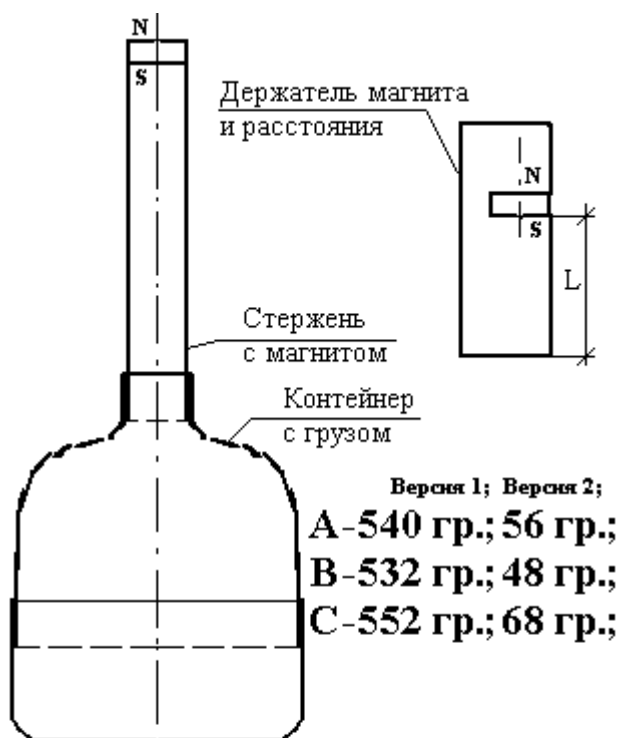 N
S
Держатель магнита
и расстояния
N
S
L
Стержень
с магнитом
Контейнер
с грузом
Версия 1; Версия 2;
А-540 гр.; 56 гр.;
В-532 гр.; 48 гр.;
С-552 гр.; 68 гр.;